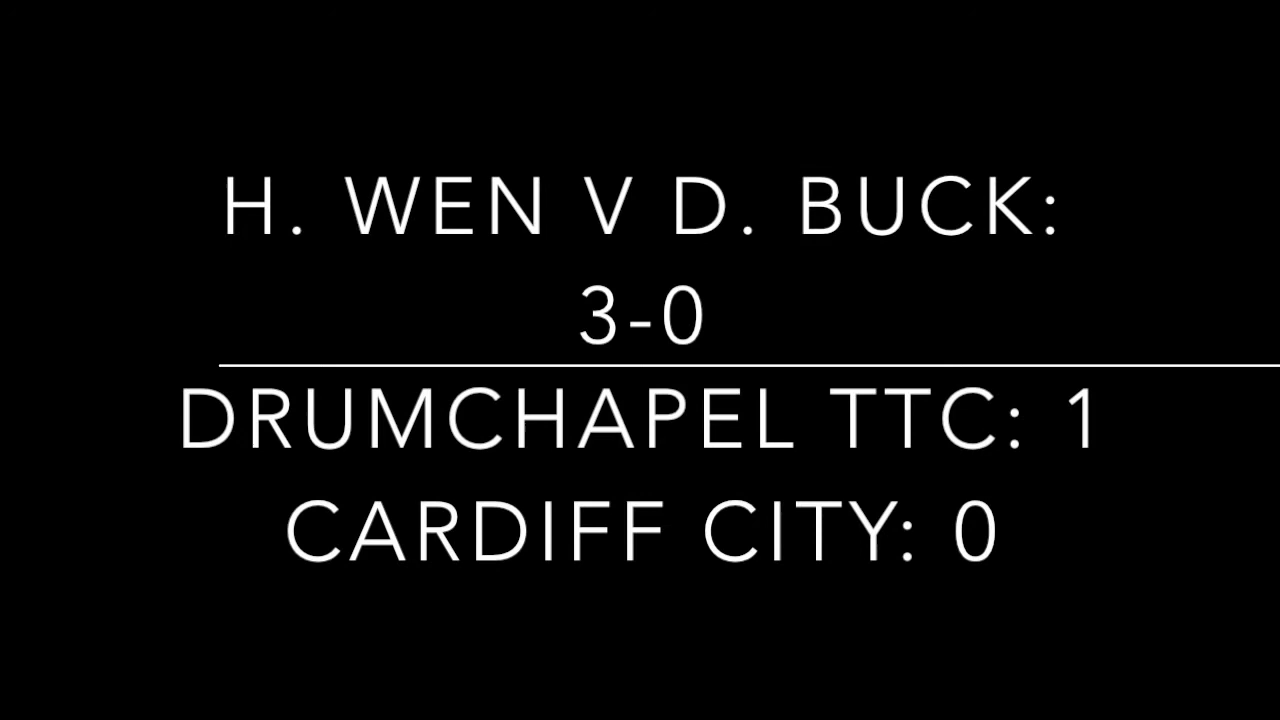 H. WEN V D. BUCK:
3-0
DRUMCHAPEL TTC: 1
CARDIFF CITY: 0